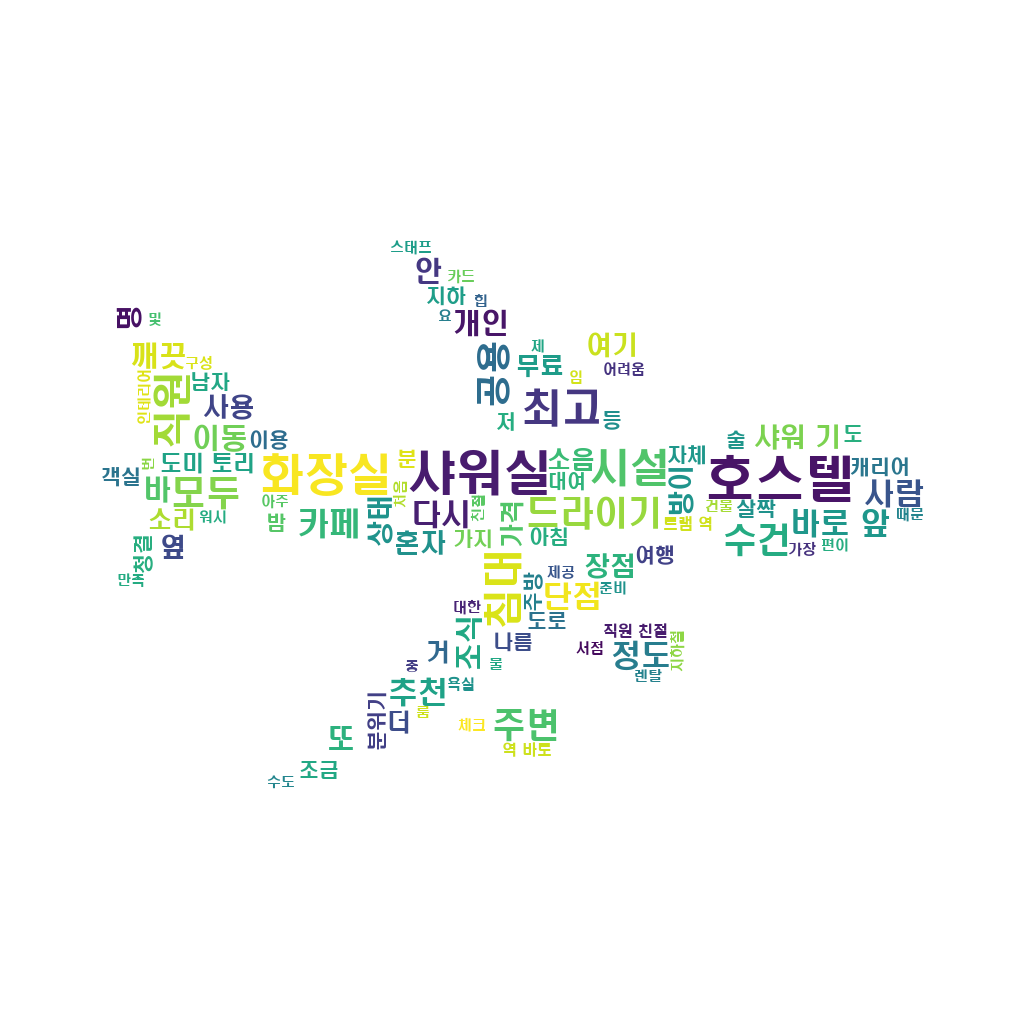 스태프
안
카드
지하
힙
요
개인
명
및
깨끗
구성
공용
제
무료
임
여기
어려움
인테리어
직원
남자
사용
이동
이용
최고
저
등
객실
번
도미 토리
바
모두
소리
워시
아주
밤
화장실
분
처음
샤워실
소음
대여
시설
자체
방이
술
샤워 기
도
호스텔
캐리어
사람
때문
카페
상태
다시
친절
가격
드라이기
트램 역
건물
살짝
수건
가장
바로 앞
편이
청결
옆
만족
혼자
가지
아침
장점
여행
침대
주방
제공
단점
준비
대한
도로
조식
나름
거
중
물
직원 친절
서점
정도
지하철
렌탈
추천
욕실
룸
분위기
더
체크
주변
역 바로
또
조금
수도